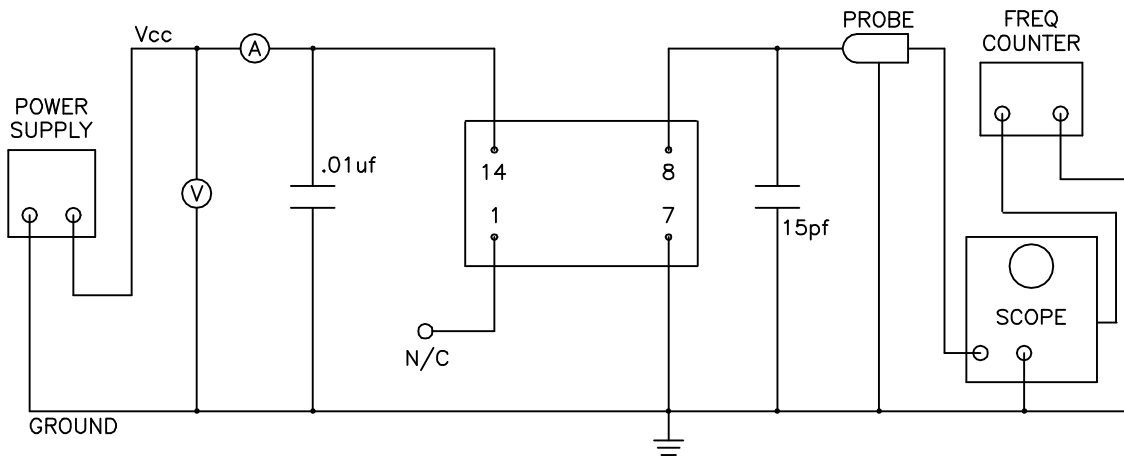 Vcc
A
PROBE
FREQ
COUNTER
POWER
SUPPLY
V
.01uf
14
8
1
7
15pf
N/C
SCOPE
GROUND